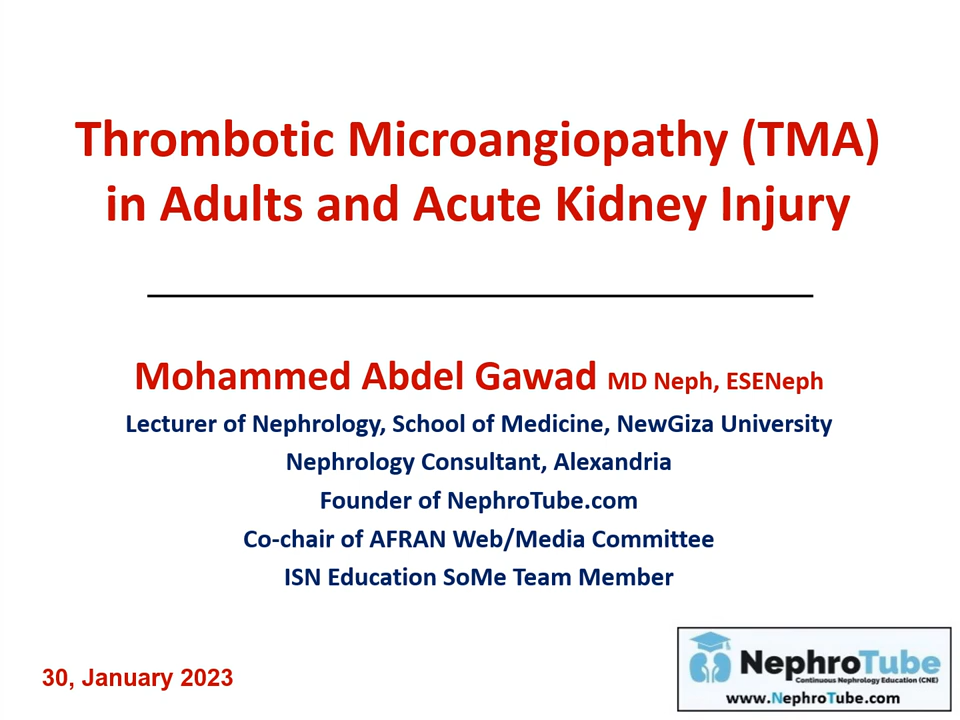 Thrombotic Microangiopathy (TMA)
in Adults and Acute Kidney Injury
Mohammed Abdel Gawad MD Neph, ESENeph
Lecturer of Nephrology, School of Medicine, NewGiza University
Nephrology Consultant, Alexandria
Founder of NephroTube.com
Co-chair of AFRAN Web/Media Committee
ISN Education SoMe Team Member
30, January 2023
NephroTube
Continuous Nephrology Education (CNE)
www.NephroTube.com